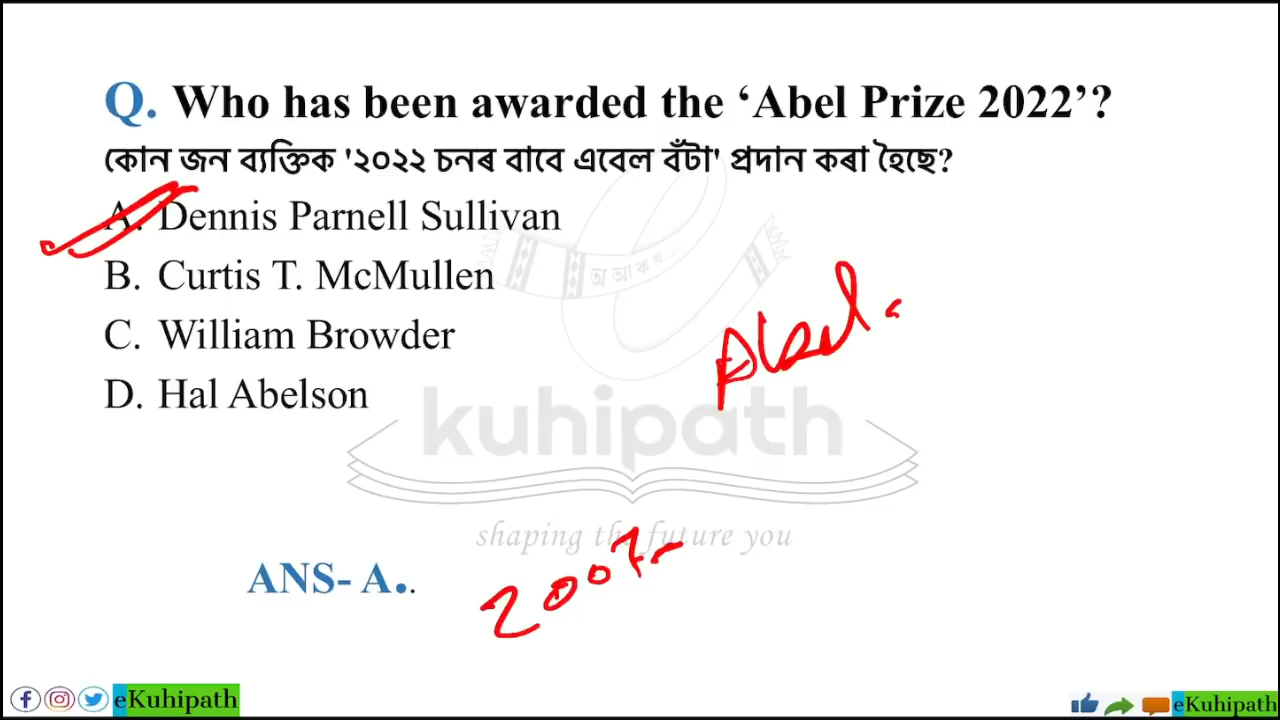 Q. Who has been awarded the ‘Abel Prize 2022’?
কোন জন ব্যক্তিক '২০২২ চনৰ বাবে এবেল বঁটা' প্ৰদান কৰা হৈছে?
A. Dennis Parnell Sullivan
B. Curtis T. McMullen
অ আ ক খ....
C. William Browder
Abel
D. Hal Abelson
kuhipath
shaping the future you
ANS- A..
eKuhipath
eKuhipath